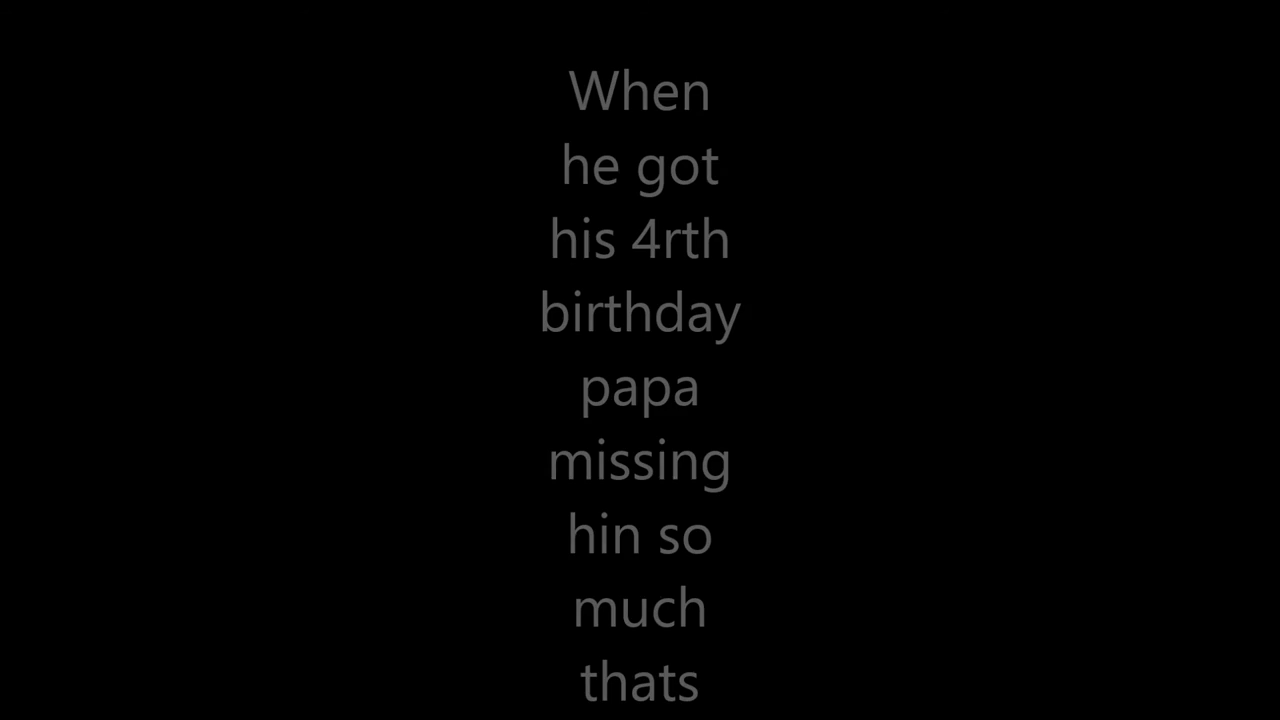 When
he got
his 4rth
birthday
papa
missing
hin so
much
thats